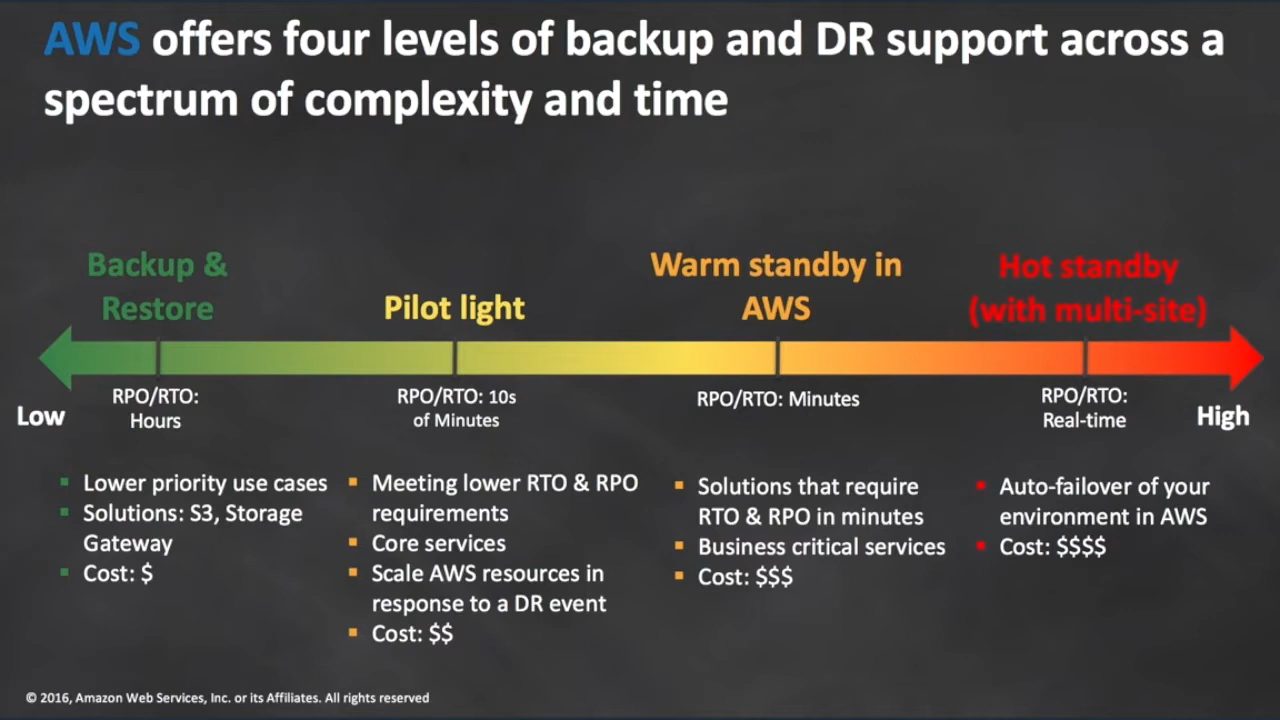 AWS offers four levels of backup and DR support across a
spectrum of complexity and time
Backup &
Restore
Pilot light
Warm standby in
AWS
Hot standby
(with multi-site)
Low
RPO/RTO:
Hours
RPO/RTO: 10s
of Minutes
RPO/RTO: Minutes
RPO/RTO:
Real-time
High
▪ Lower priority use cases
▪ Solutions: S3, Storage
Gateway
▪ Cost: $
▪ Meeting lower RTO & RPO
requirements
▪ Core services
▪ Scale AWS resources in
response to a DR event
▪ Cost: $$
▪ Solutions that require
RTO & RPO in minutes
▪ Business critical services
▪ Cost: $$$
• Auto-failover of your
environment in AWS
• Cost: $$$$
© 2016, Amazon Web Services, Inc. or its Affiliates. All rights reserved